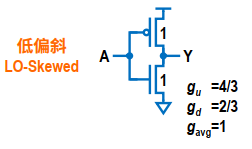 低偏斜
LO-Skewed
A
1
Y
1
gu =4/3
gd =2/3
gavg=1